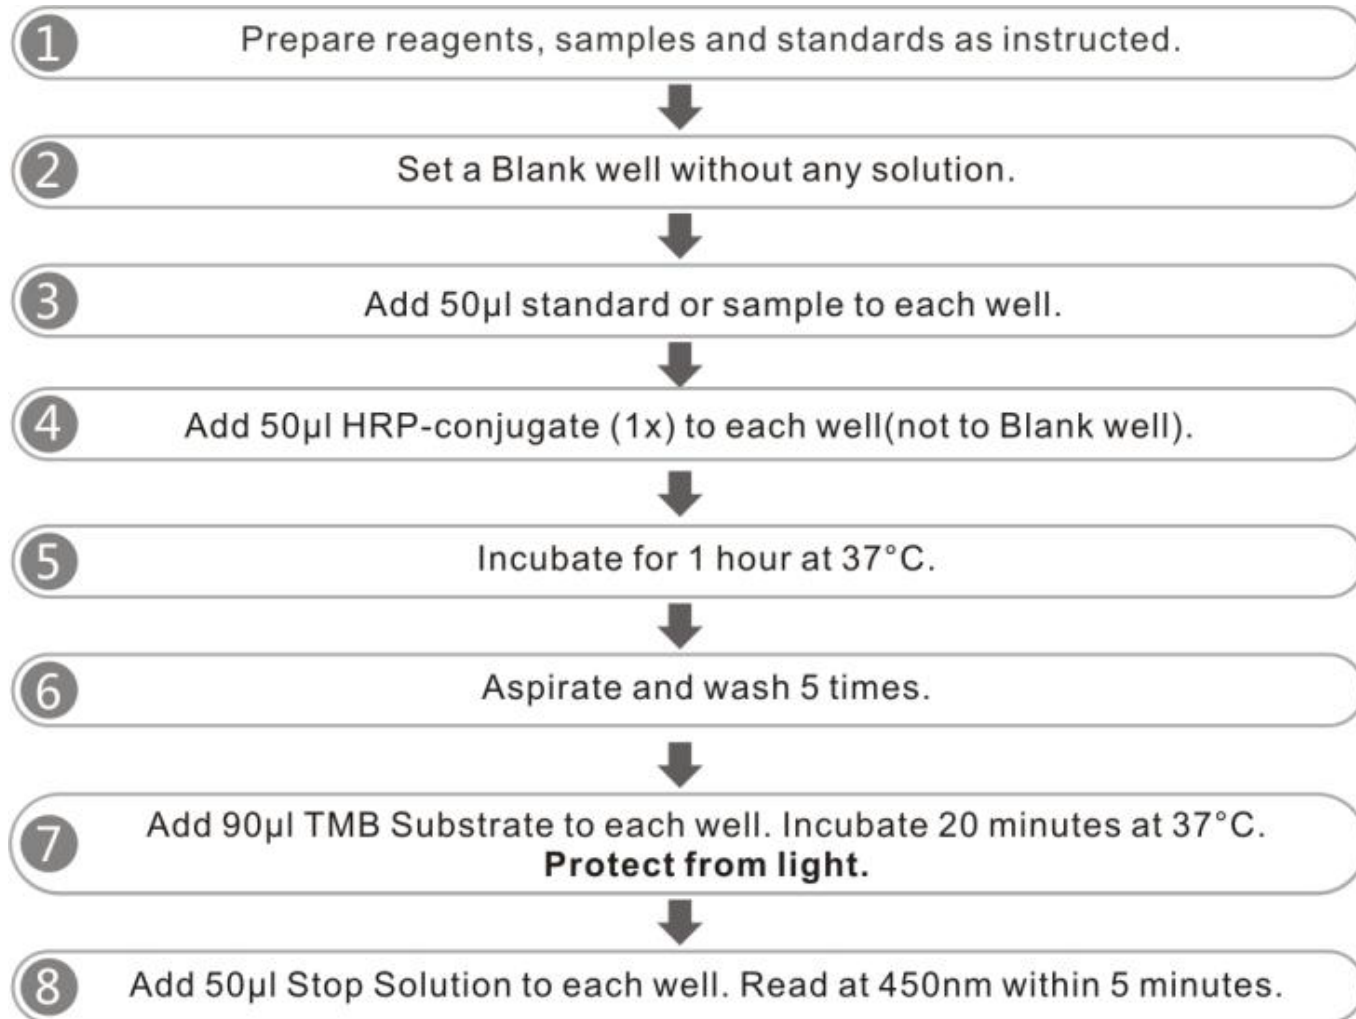 1 Prepare reagents, samples and standards as instructed.
2 Set a Blank well without any solution.
3 Add 50µl standard or sample to each well.
4 Add 50µl HRP-conjugate (1x) to each well(not to Blank well).
5 Incubate for 1 hour at 37°C.
6 Aspirate and wash 5 times.
7 Add 90µl TMB Substrate to each well. Incubate 20 minutes at 37°C.
Protect from light.
8 Add 50µl Stop Solution to each well. Read at 450nm within 5 minutes.